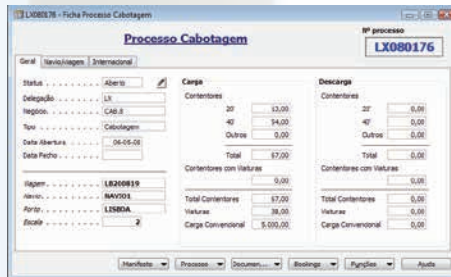 LX080176 - Ficha Processo Cabotagem
Processo Cabotagem
Nº processo
LX080176
Geral Navio/viagem Internacional
Status Aberto
Delegação LX
Negócio CAB.8
Tipo Cabotagem
Data Abertura 06-05-08
Data Fecho
Viagem LB200819
Navio NAVIO1
Porto LISBOA
Escala 2
Carga
Contentores
20'
40' 54,00
Outros 0,00
Total 57,00
Contentores com Viaturas
0,00
Total Contentores 57,00
Viaturas 38,00
Carga Convencional 5.000,00
Descarga
Contentores
20' 0,00
40' 0,00
Outros 0,00
Total 0,00
Contentores com Viaturas
0,00
Total Contentores 0,00
Viaturas 0,00
Carga Convencional 0,00
Manifesto Processo Documen... Bookings Funções Ajuda